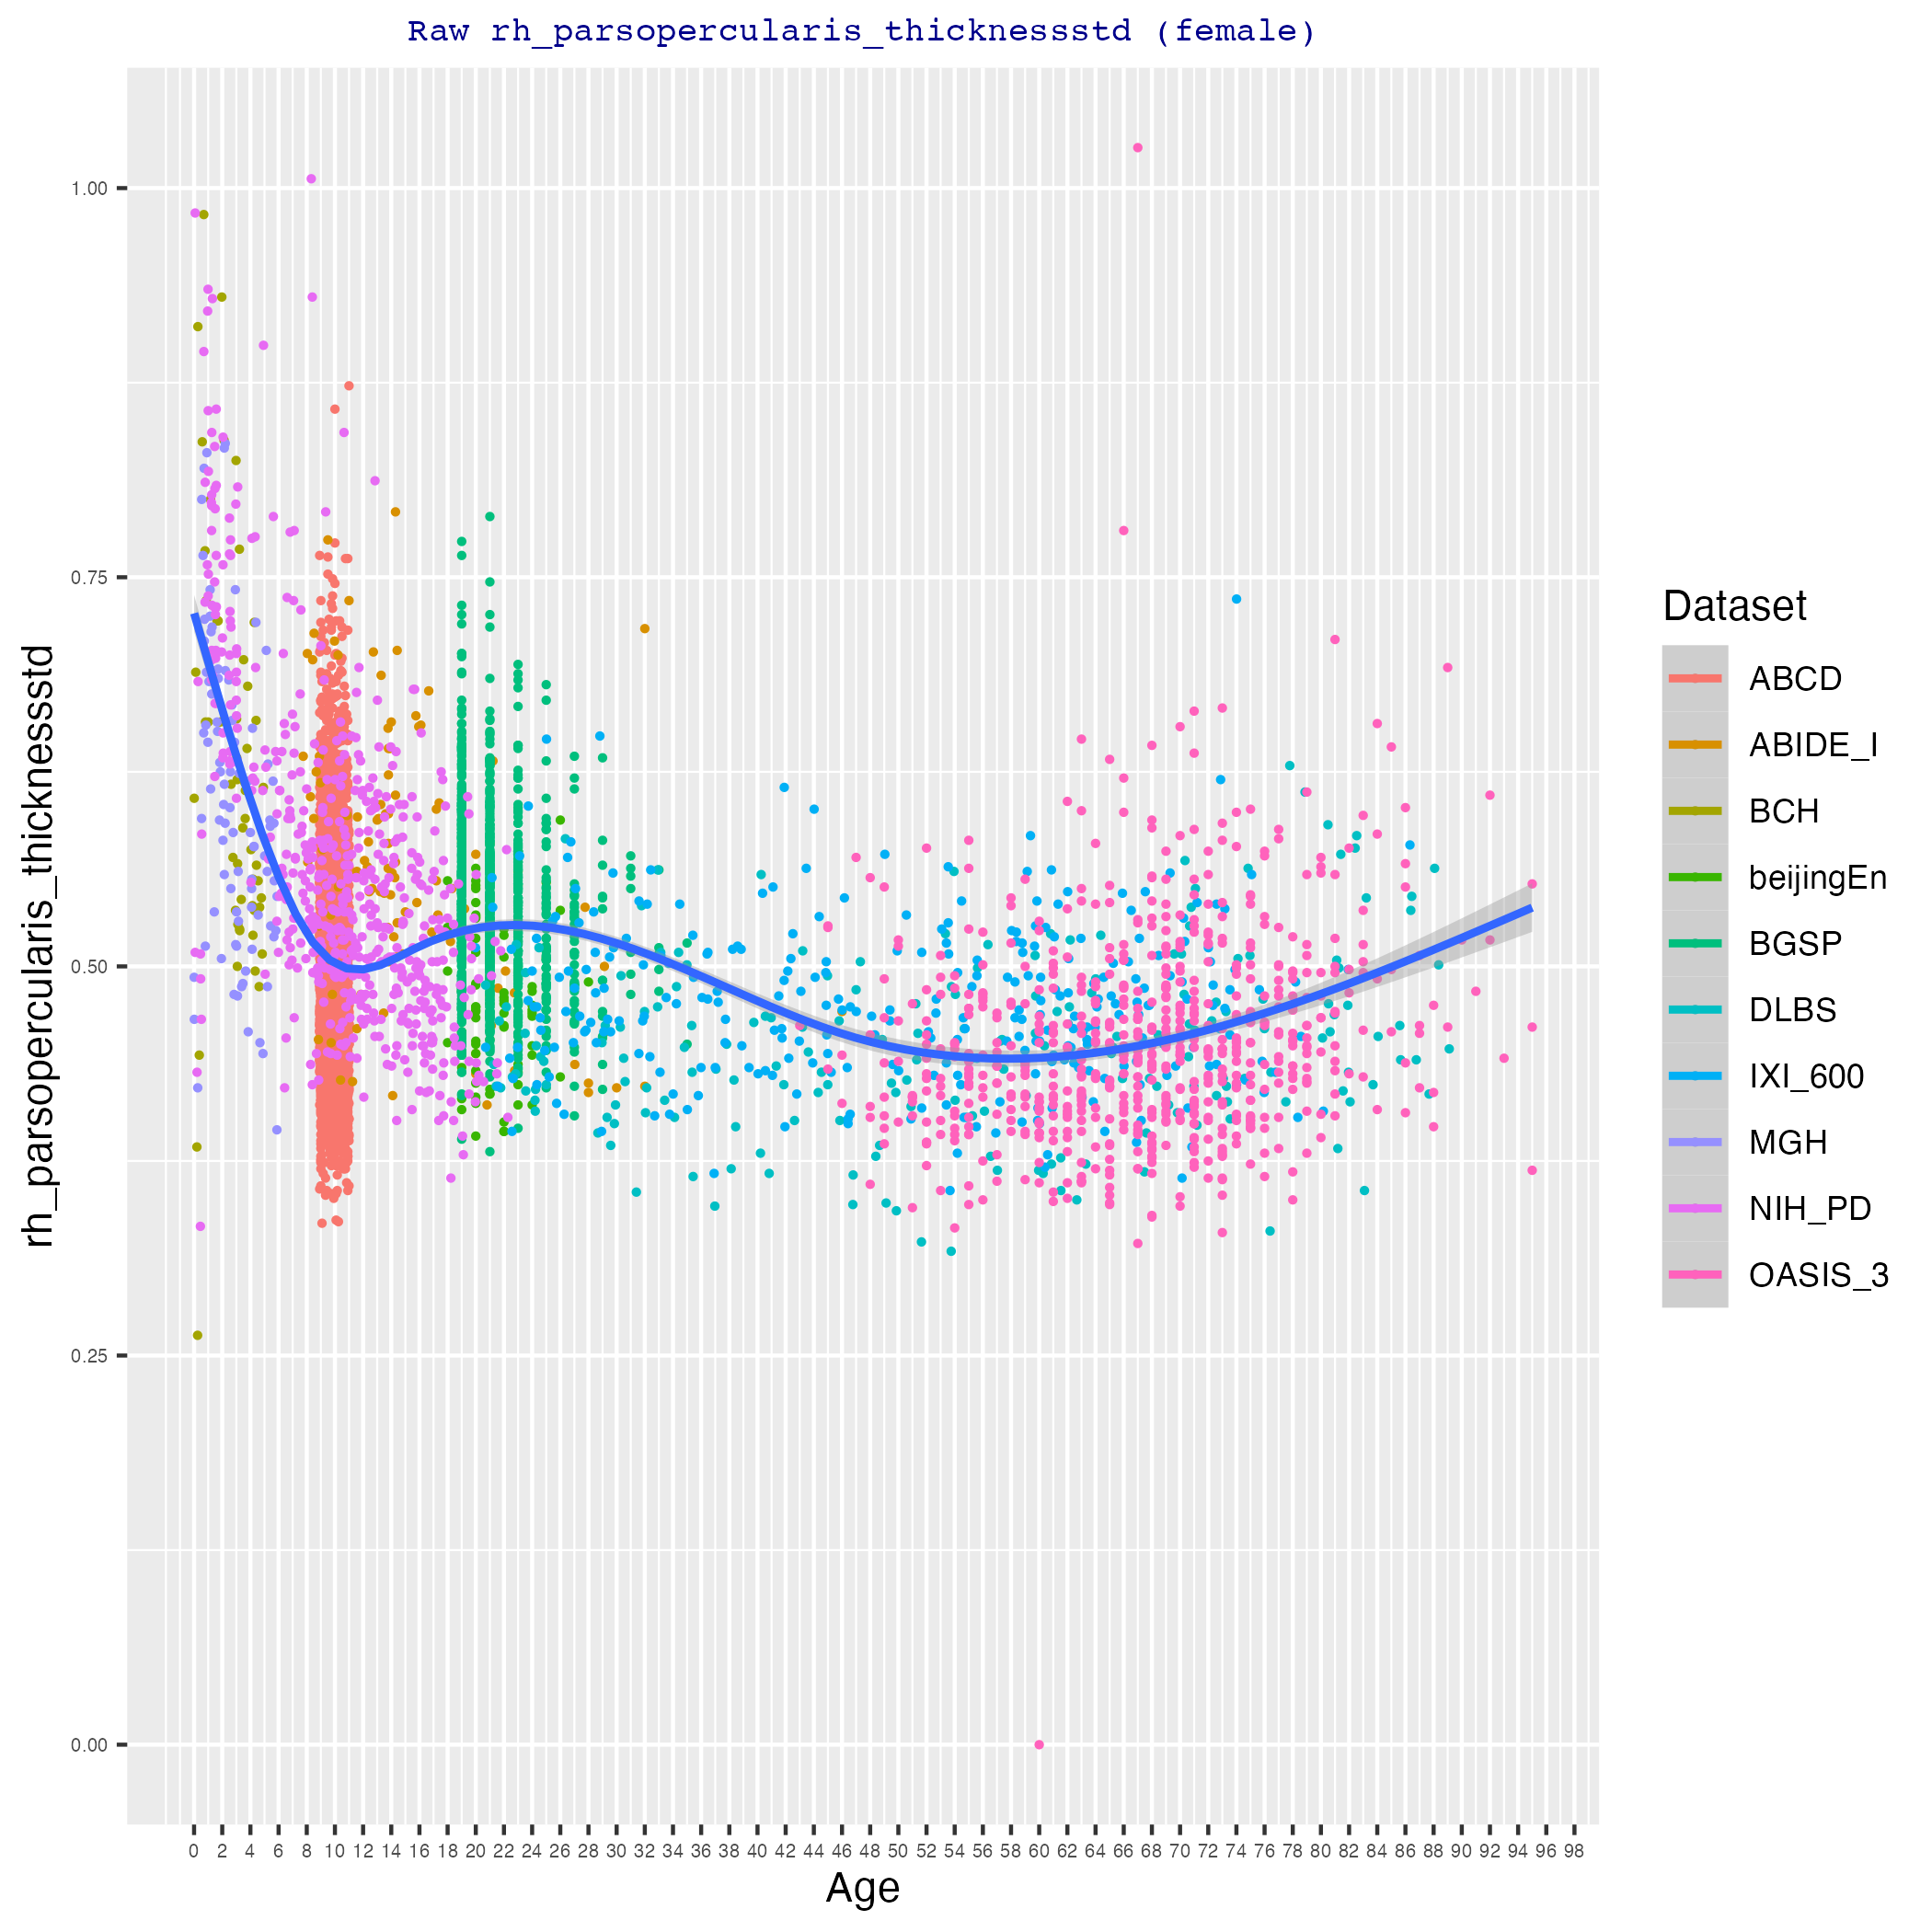 Raw rh_parsopercularis_thicknessstd (female)
rh_parsopercularis_thicknessstd
1.00
0.75
0.50
0.25
0.00
0 2 4 6 8 10 12 14 16 18 20 22 24 26 28 30 32 34 36 38 40 42 44 46 48 50 52 54 56 58 60 62 64 66 68 70 72 74 76 78 80 82 84 86 88 90 92 94 96 98
Age
Dataset
ABCD
ABIDE_I
BCH
beijingEn
BGSP
DLBS
IXI_600
MGH
NIH_PD
OASIS_3